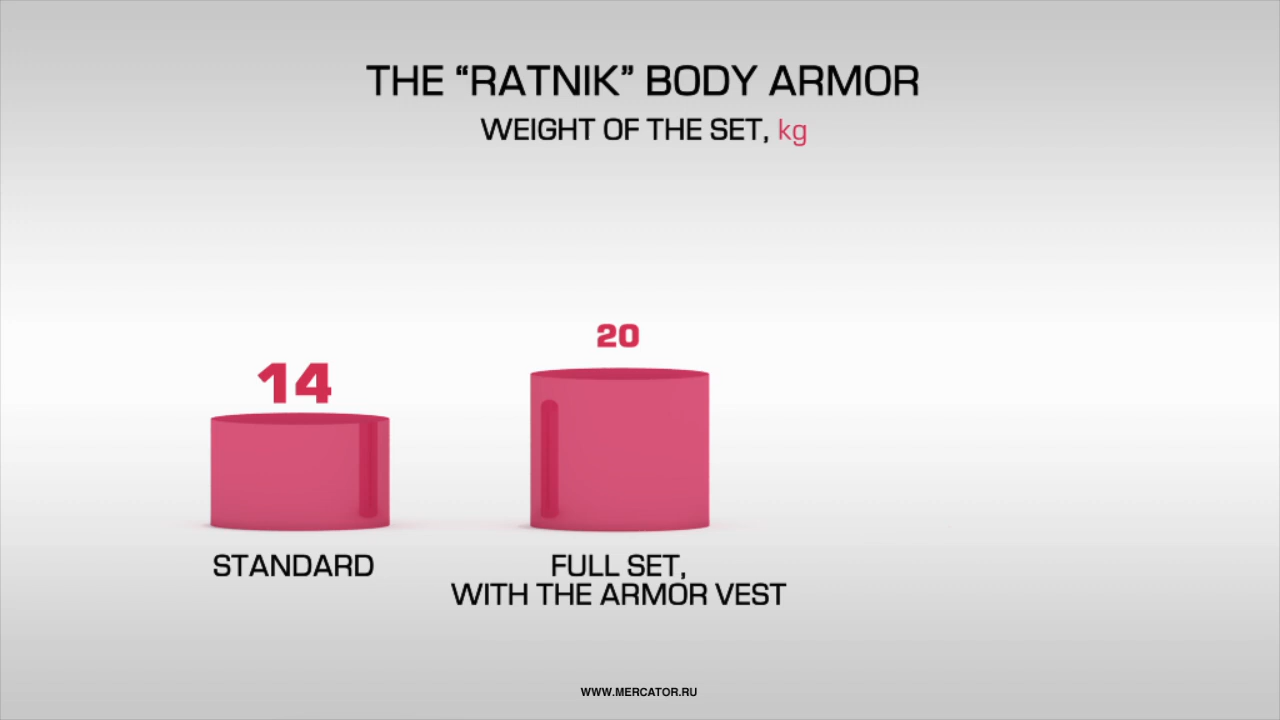 THE “RATNIK” BODY ARMOR
WEIGHT OF THE SET, kg
14
20
STANDARD
FULL SET,
WITH THE ARMOR VEST
WWW.MERCATOR.RU